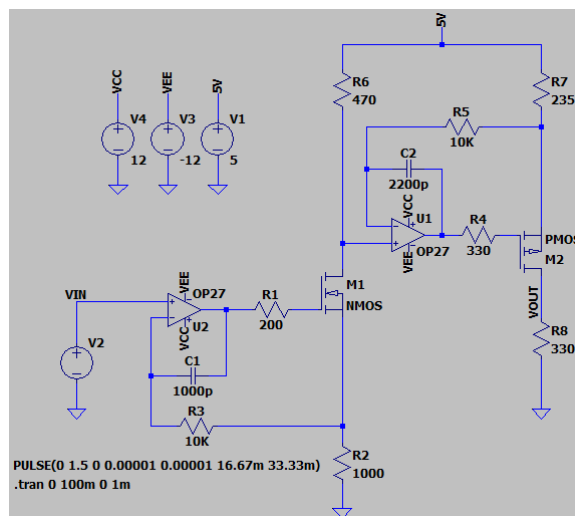 5V
VCC
VEE
5V
R6
470
R7
235
R5
10K
V4
12
V3
-12
V1
5
C2
2200p
VCC
U1
VEE
OP27
R4
330
PMOS
M2
VEE
OP27
VIN
VCC
U2
R1
200
M1
NMOS
VOUT
R8
330
V2
C1
1000p
R3
10K
R2
1000
PULSE(0 1.5 0 0.00001 0.00001 16.67m 33.33m)
.tran 0 100m 0 1m